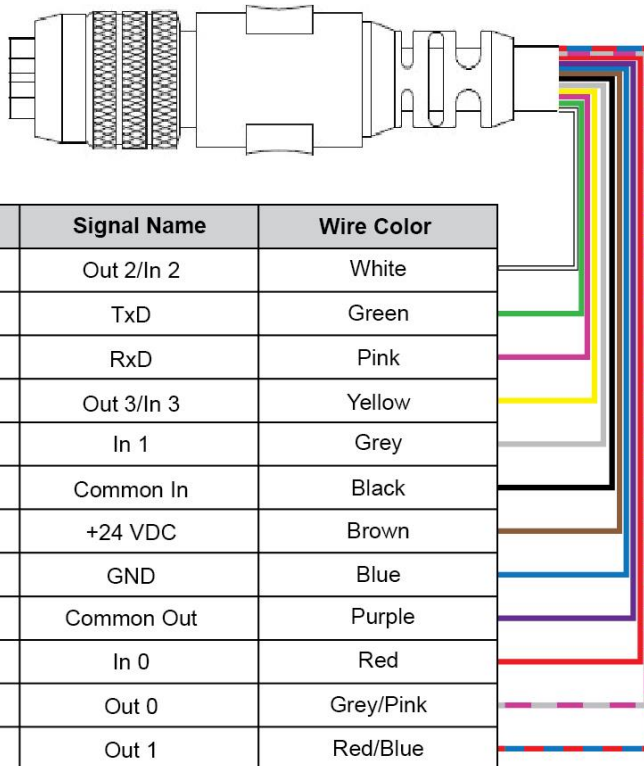 Signal Name Wire Color
Out 2/In 2 White
TxD Green
RxD Pink
Out 3/In 3 Yellow
In 1 Grey
Common In Black
+24 VDC Brown
GND Blue
Common Out Purple
In 0 Red
Out 0 Grey/Pink
Out 1 Red/Blue